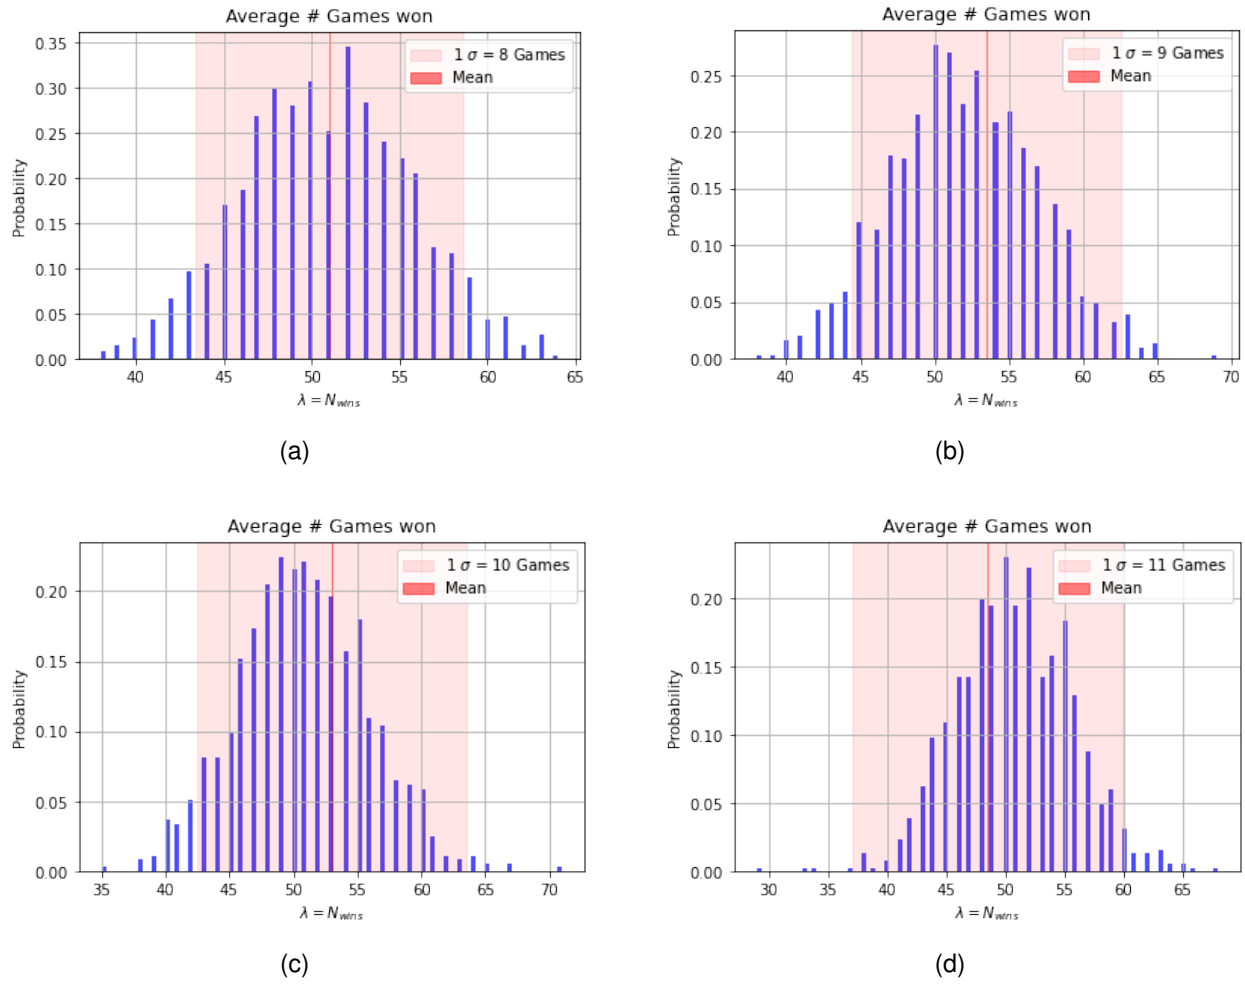 Average # Games won
1 σ = 8 Games
Mean
0.35
0.30
0.25
0.20
0.15
0.10
0.05
0.00
Probability
40 45 50 55 60 65
λ = Nwins
(a)
Average # Games won
1 σ = 9 Games
Mean
0.25
0.20
0.15
0.10
0.05
0.00
Probability
40 45 50 55 60 65 70
λ = Nwins
(b)
Average # Games won
1 σ = 10 Games
Mean
0.20
0.15
0.10
0.05
0.00
Probability
35 40 45 50 55 60 65 70
λ = Nwins
(c)
Average # Games won
1 σ = 11 Games
Mean
0.20
0.15
0.10
0.05
0.00
Probability
30 35 40 45 50 55 60 65
λ = Nwins
(d)